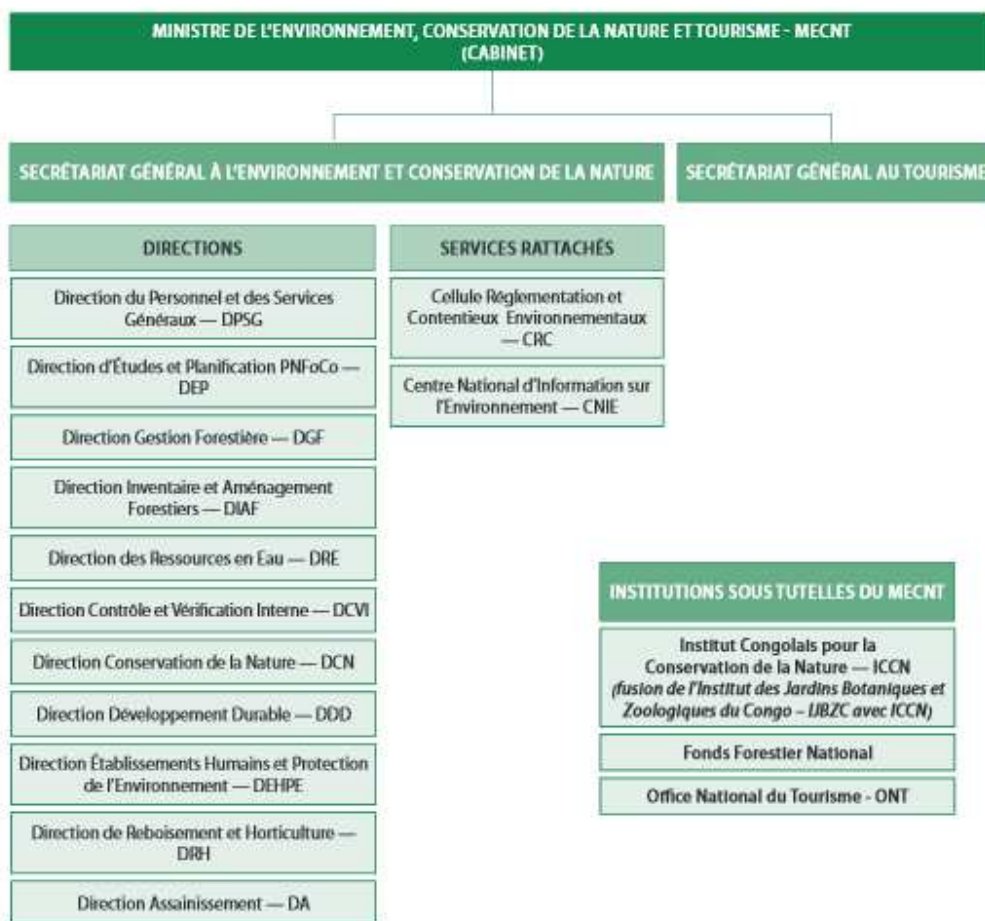 MINISTRE DE L'ENVIRONNEMENT, CONSERVATION DE LA NATURE ET TOURISME - MECNT
(CABINET)
SECRÉTARIAT GÉNÉRAL À L'ENVIRONNEMENT ET CONSERVATION DE LA NATURE
SECRÉTARIAT GÉNÉRAL AU TOURISME
DIRECTIONS
Direction du Personnel et des Services
Généraux — DPSG
Direction d'Études et Planification PNFoCo —
DEP
Direction Gestion Forestière — DGF
Direction Inventaire et Aménagement
Forestiers — DIAF
Direction des Ressources en Eau — DRE
Direction Contrôle et Vérification Interne — DCVI
Direction Conservation de la Nature — DCN
Direction Développement Durable — DDD
Direction Établissements Humains et Protection
de l'Environnement — DEHPE
Direction de Reboisement et Horticulture —
DRH
Direction Assainissement — DA
SERVICES RATTACHÉS
Cellule Réglementation et
Contentieux Environnementaux
— CRC
Centre National d'Information sur
l'Environnement — CNIE
INSTITUTIONS SOUS TUTELLES DU MECNT
Institut Congolais pour la
Conservation de la Nature — ICCN
(fusion de l'Institut des Jardins Botaniques et
Zoologiques du Congo – IJBZC avec ICCN)
Fonds Forestier National
Office National du Tourisme - ONT